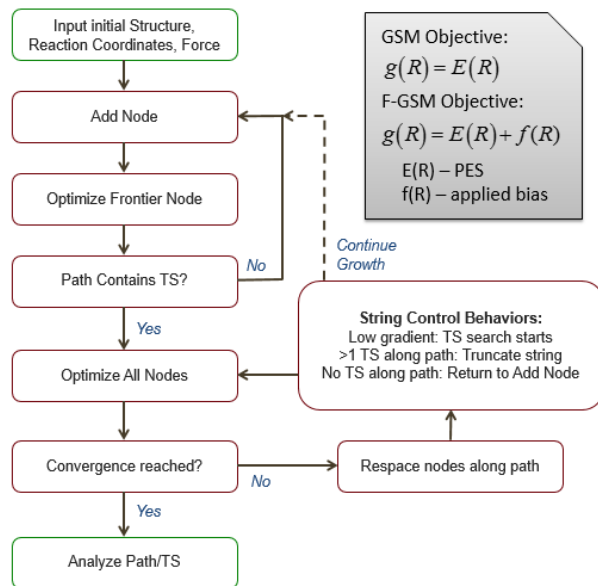 Input initial Structure,
Reaction Coordinates, Force
Add Node
Optimize Frontier Node
Path Contains TS?
No
Yes
Optimize All Nodes
Convergence reached?
No
Yes
Analyze Path/TS
Respace nodes along path
String Control Behaviors:
Low gradient: TS search starts
>1 TS along path: Truncate string
No TS along path: Return to Add Node
Continue
Growth
GSM Objective:
g(R) = E(R)
F-GSM Objective:
g(R) = E(R) + f(R)
E(R) – PES
f(R) – applied bias